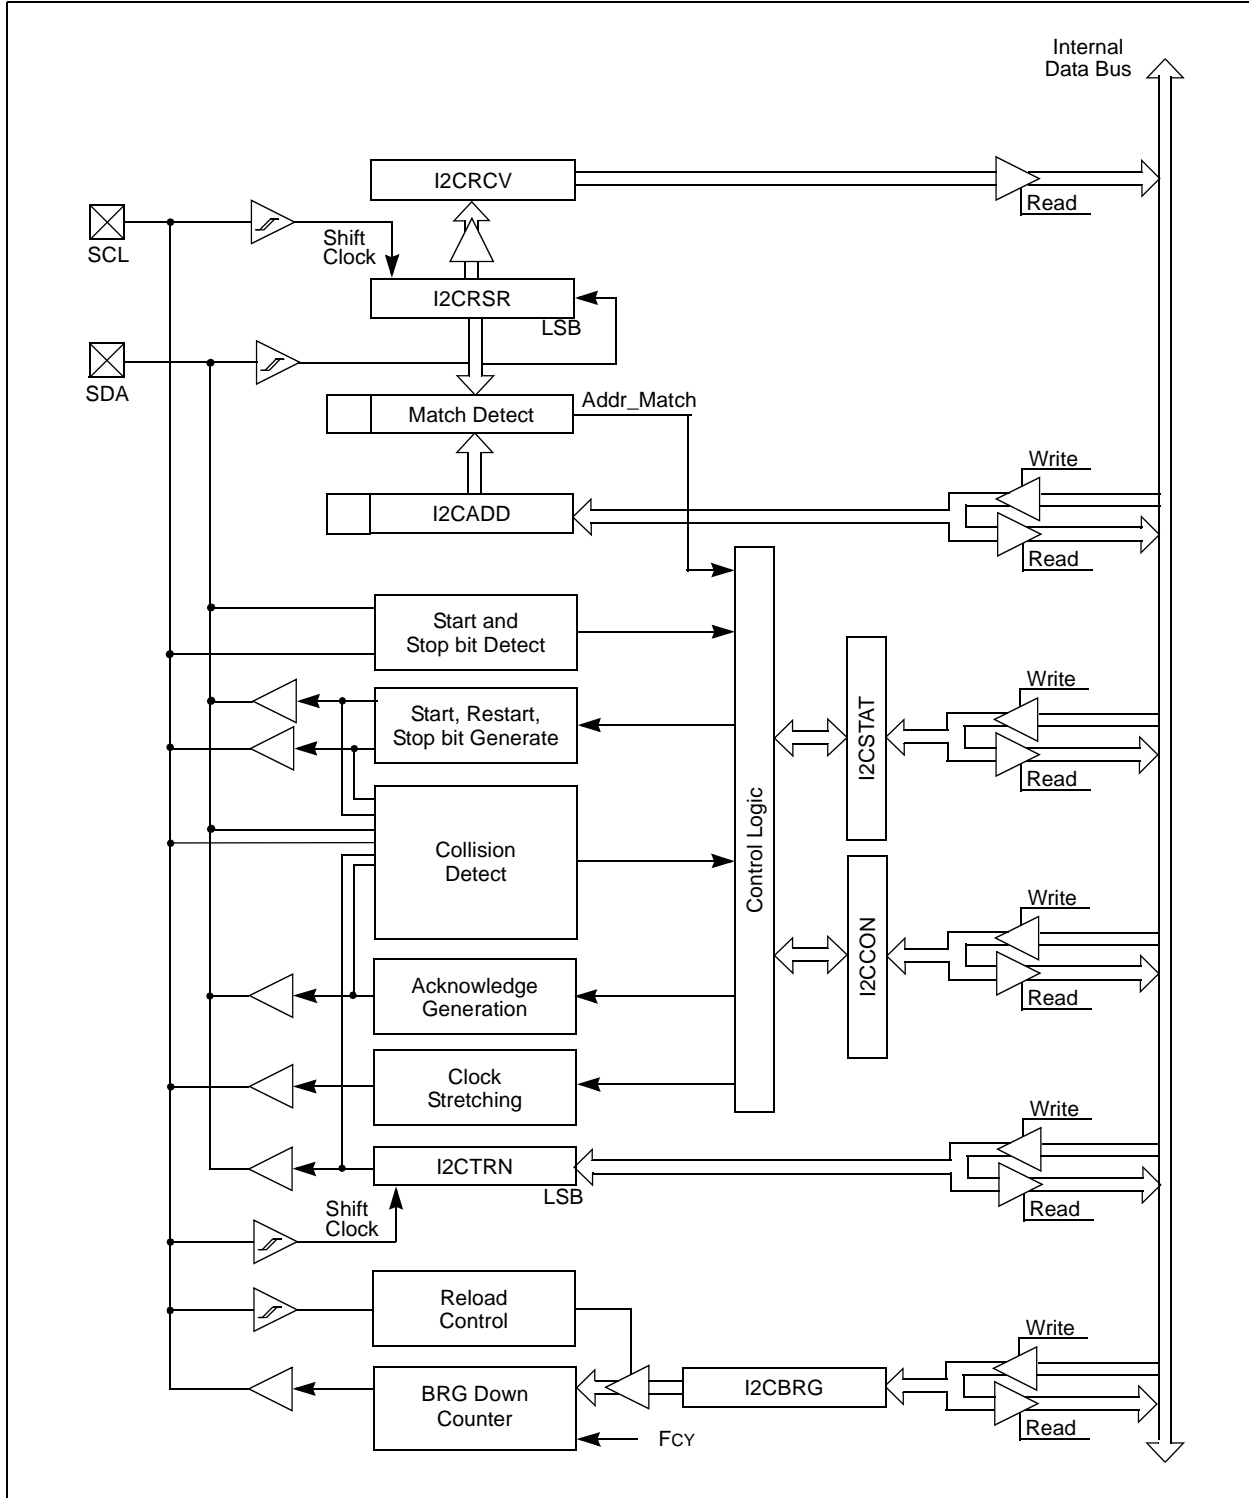 Internal
Data Bus
I2CRCV
Read
SCL
Shift
Clock
I2CRSR
LSB
SDA
Match Detect
Addr_Match
Write
I2CADD
Read
Start and
Stop bit Detect
Write
Start, Restart,
Stop bit Generate
I2CSTAT
Read
Control Logic
Collision
Detect
Write
I2CCON
Read
Acknowledge
Generation
Clock
Stretching
Write
I2CTRN
LSB
Read
Shift
Clock
Reload
Control
Write
I2CBRG
BRG Down
Counter
Read
FCY